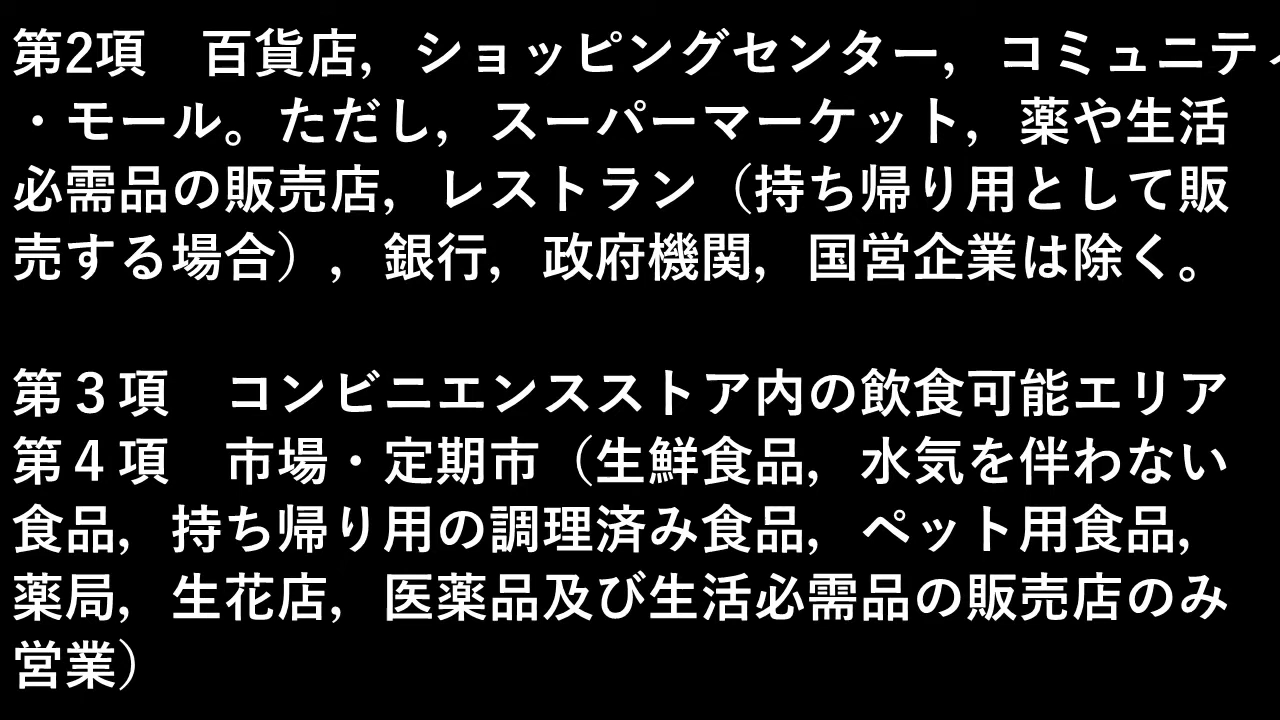 第2項　百貨店，ショッピングセンター，コミュニティ
・モール。ただし，スーパーマーケット，薬や生活
必需品の販売店，レストラン（持ち帰り用として販
売する場合），銀行，政府機関，国営企業は除く。
第３項　コンビニエンスストア内の飲食可能エリア
第４項　市場・定期市（生鮮食品，水気を伴わない
食品，持ち帰り用の調理済み食品，ペット用食品，
薬局，生花店，医薬品及び生活必需品の販売店のみ
営業）